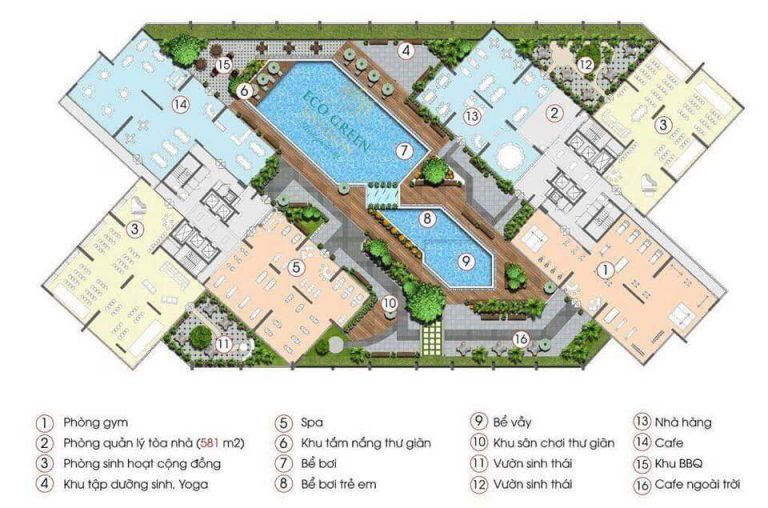 15
4
12
14
6
13
2
3
ECO GREEN
7
3
8
5
9
1
10
11
16
1 Phòng gym
2 Phòng quản lý tòa nhà (581 m2)
3 Phòng sinh hoạt cộng đồng
4 Khu tập dưỡng sinh, Yoga
5 Spa
6 Khu tắm nắng thư giãn
7 Bể bơi
8 Bể bơi trẻ em
9 Bể vẩy
10 Khu sân chơi thư giãn
11 Vườn sinh thái
12 Vườn sinh thái
13 Nhà hàng
14 Cafe
15 Khu BBQ
16 Cafe ngoài trời